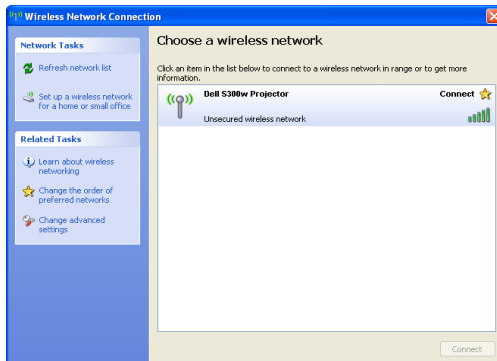 Wireless Network Connection
Network Tasks
Refresh network list
Set up a wireless network
for a home or small office
Related Tasks
Learn about wireless
networking
Change the order of
preferred networks
Change advanced
settings
Choose a wireless network
Click an item in the list below to connect to a wireless network in range or to get more
information.
Dell S300w Projector
Connect
Unsecured wireless network
Connect